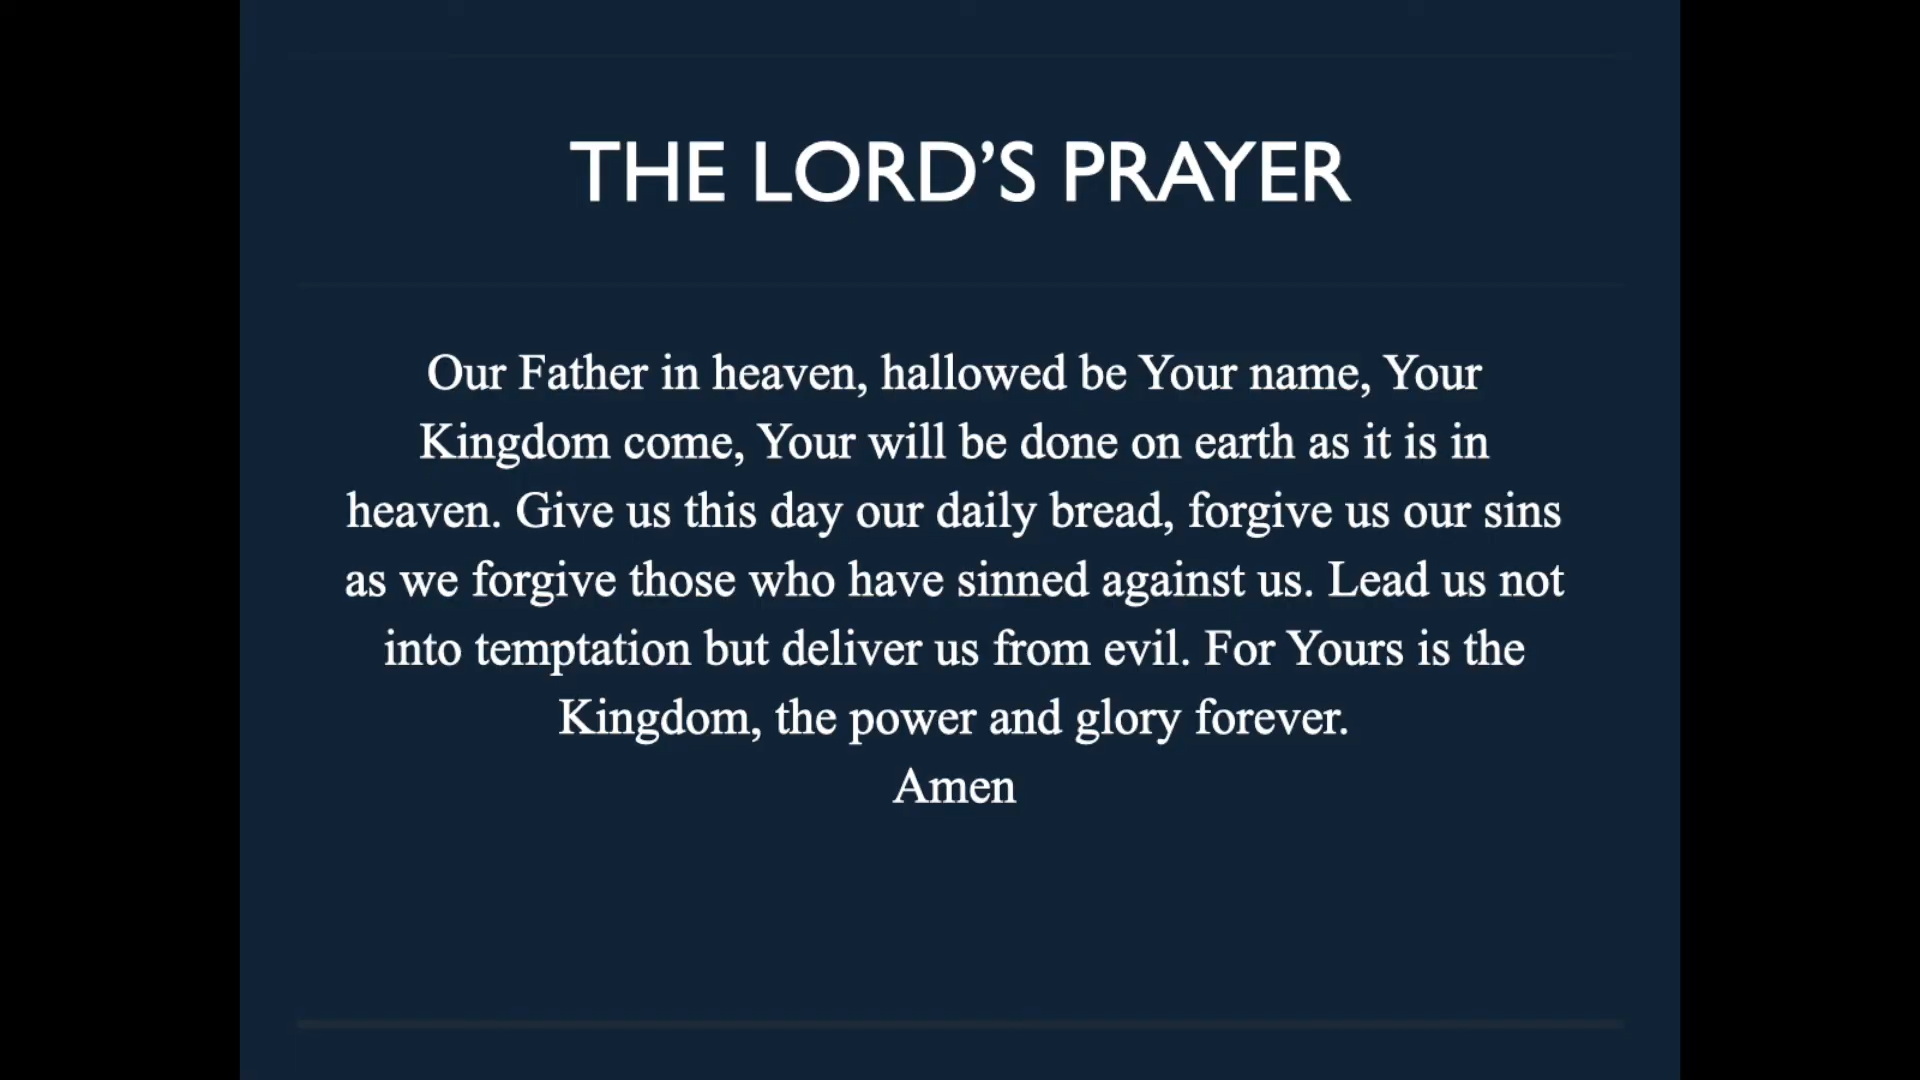 THE LORD’S PRAYER
Our Father in heaven, hallowed be Your name, Your
Kingdom come, Your will be done on earth as it is in
heaven. Give us this day our daily bread, forgive us our sins
as we forgive those who have sinned against us. Lead us not
into temptation but deliver us from evil. For Yours is the
Kingdom, the power and glory forever.
Amen